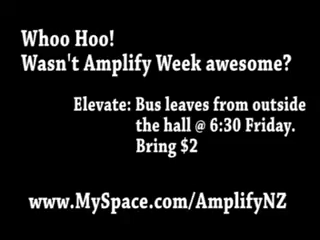 Whoo Hoo!
Wasn't Amplify Week awesome?
Elevate: Bus leaves from outside
the hall @ 6:30 Friday.
Bring $2
www.MySpace.com/AmplifyNZ